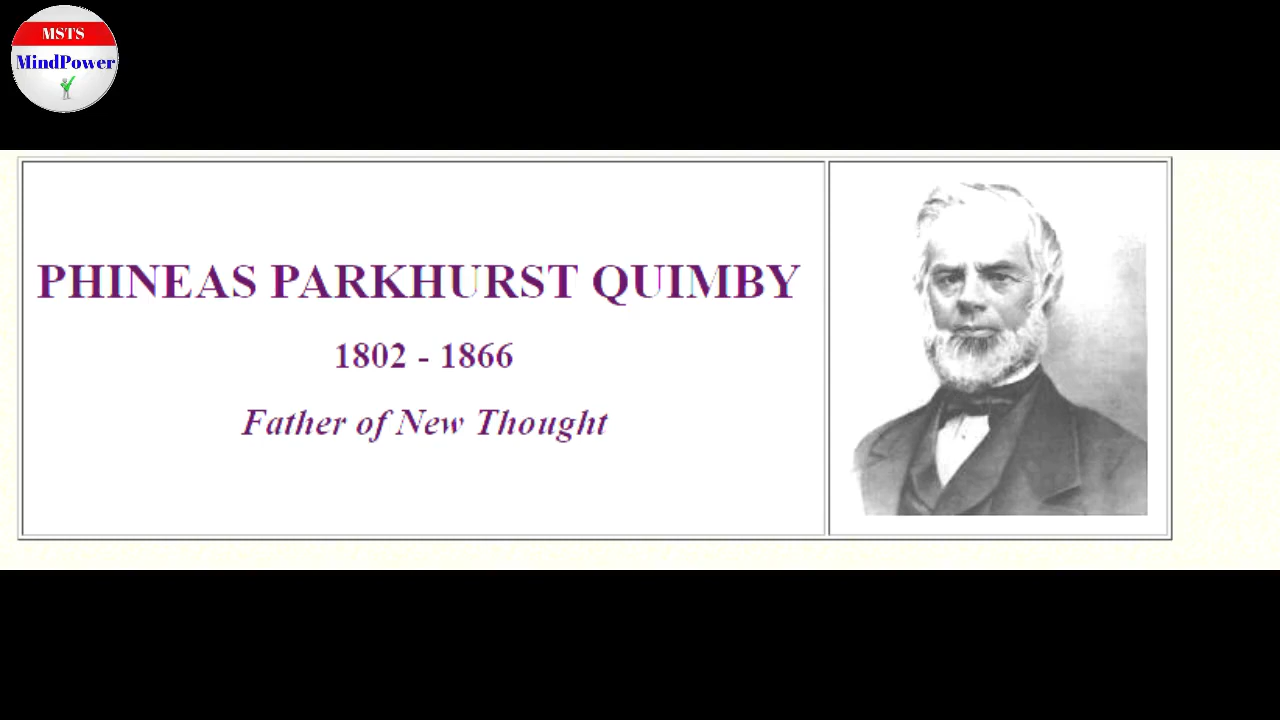 MSTS
MindPower
PHINEAS PARKHURST QUIMBY
1802 - 1866
Father of New Thought